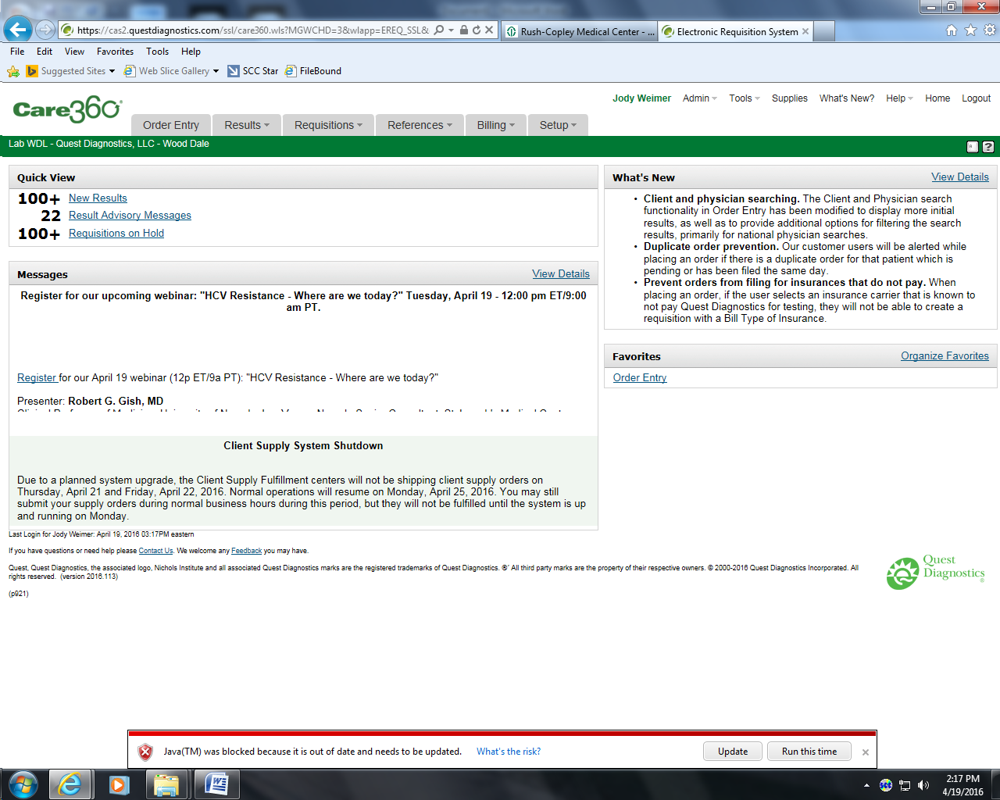 https://cas2.questdiagnostics.com/ssl/care360.wls?MGWCHD=3&wlapp=EREQ_SSL&
Rush-Copley Medical Center - ...
Electronic Requisition System
File Edit View Favorites Tools Help
Suggested Sites
Web Slice Gallery
SCC Star
FileBound
Care360
Jody Weimer Admin Tools Supplies What's New? Help Home Logout
Order Entry Results Requisitions References Billing Setup
Lab WDL - Quest Diagnostics, LLC - Wood Dale
Quick View
100+ New Results
22 Result Advisory Messages
100+ Requisitions on Hold
Messages View Details
Register for our upcoming webinar: "HCV Resistance - Where are we today?" Tuesday, April 19 - 12:00 pm ET/9:00
am PT.
Register for our April 19 webinar (12p ET/9a PT): "HCV Resistance - Where are we today?"
Presenter: Robert G. Gish, MD
Client Supply System Shutdown
Due to a planned system upgrade, the Client Supply Fulfillment centers will not be shipping client supply orders on
Thursday, April 21 and Friday, April 22, 2016. Normal operations will resume on Monday, April 25, 2016. You may still
submit your supply orders during normal business hours during this period, but they will not be fulfilled until the system is up
and running on Monday.
What's New View Details
• Client and physician searching. The Client and Physician search
functionality in Order Entry has been modified to display more initial
results, as well as to provide additional options for filtering the search
results, primarily for national physician searches.
• Duplicate order prevention. Our customer users will be alerted while
placing an order if there is a duplicate order for that patient which is
pending or has been filed the same day.
• Prevent orders from filing for insurances that do not pay. When
placing an order, if the user selects an insurance carrier that is known to
not pay Quest Diagnostics for testing, they will not be able to create a
requisition with a Bill Type of Insurance.
Favorites Organize Favorites
Order Entry
Last Login for Jody Weimer: April 19, 2016 03:17PM eastern
If you have questions or need help please Contact Us. We welcome any Feedback you may have.
Quest, Quest Diagnostics, the associated logo, Nichols Institute and all associated Quest Diagnostics marks are the registered trademarks of Quest Diagnostics. ®´ All third party marks are the property of their respective owners. © 2000-2016 Quest Diagnostics Incorporated. All
rights reserved. (version 2016.113)
(p921)
Quest
Diagnostics®
Java(TM) was blocked because it is out of date and needs to be updated. What's the risk? Update Run this time
2:17 PM
4/19/2016